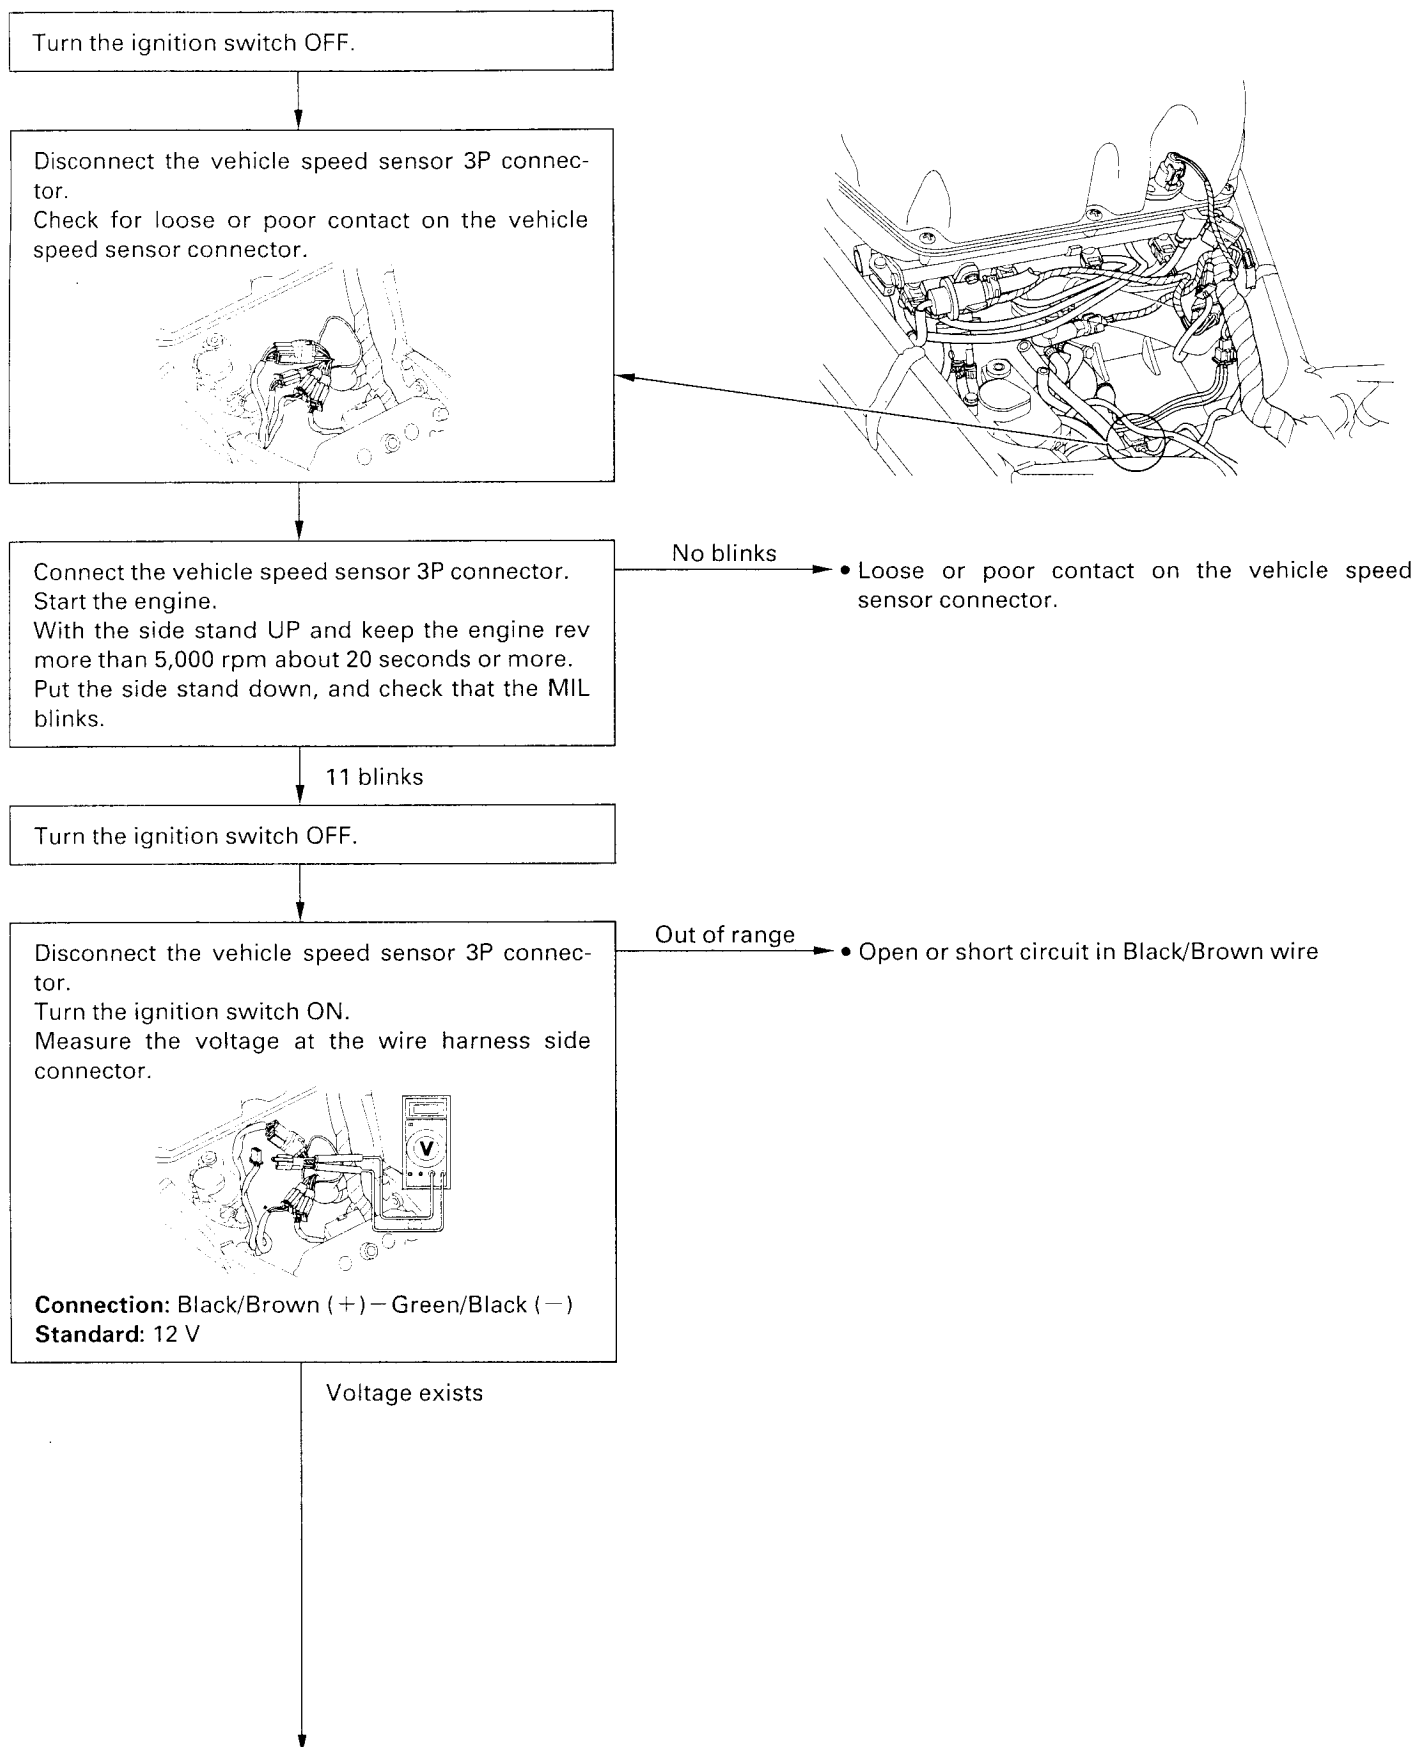 Turn the ignition switch OFF.
Disconnect the vehicle speed sensor 3P connec-
tor.
Check for loose or poor contact on the vehicle
speed sensor connector.
Connect the vehicle speed sensor 3P connector.
Start the engine.
With the side stand UP and keep the engine rev
more than 5,000 rpm about 20 seconds or more.
Put the side stand down, and check that the MIL
blinks.
No blinks
• Loose or poor contact on the vehicle speed
sensor connector.
11 blinks
Turn the ignition switch OFF.
Disconnect the vehicle speed sensor 3P connec-
tor.
Turn the ignition switch ON.
Measure the voltage at the wire harness side
connector.
V
Connection: Black/Brown (+)–Green/Black (–)
Standard: 12 V
Out of range
• Open or short circuit in Black/Brown wire
Voltage exists